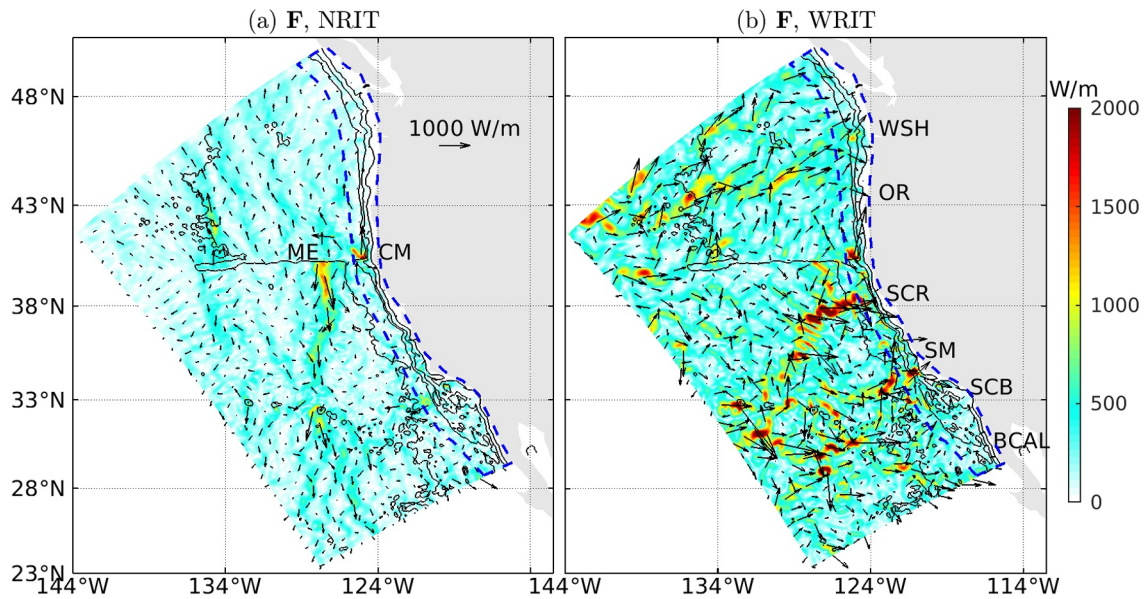 (a) F, NRIT
(b) F, WRIT
W/m
2000
1500
1000
500
0
48°N
43°N
38°N
33°N
28°N
23°N
1000 W/m
ME
CM
WSH
OR
SCR
SM
SCB
BCAL
144°W
134°W
124°W
144°W
134°W
124°W
114°W